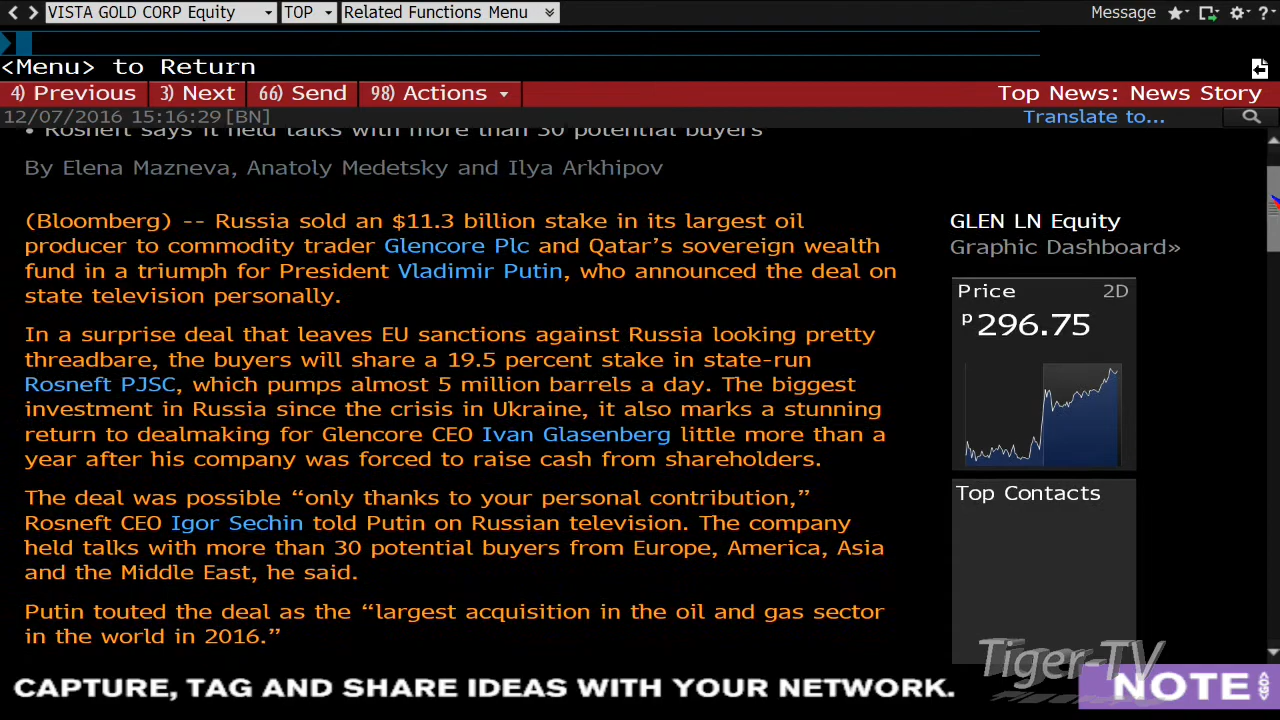 VISTA GOLD CORP Equity TOP Related Functions Menu Message ?
<Menu> to Return
4) Previous 3) Next 66) Send 98) Actions Top News: News Story
12/07/2016 15:16:29 [BN] Translate to...
• Rosneft says it held talks with more than 30 potential buyers
By Elena Mazneva, Anatoly Medetsky and Ilya Arkhipov
(Bloomberg) -- Russia sold an $11.3 billion stake in its largest oil
producer to commodity trader Glencore Plc and Qatar's sovereign wealth
fund in a triumph for President Vladimir Putin, who announced the deal on
state television personally.
In a surprise deal that leaves EU sanctions against Russia looking pretty
threadbare, the buyers will share a 19.5 percent stake in state-run
Rosneft PJSC, which pumps almost 5 million barrels a day. The biggest
investment in Russia since the crisis in Ukraine, it also marks a stunning
return to dealmaking for Glencore CEO Ivan Glasenberg little more than a
year after his company was forced to raise cash from shareholders.
The deal was possible “only thanks to your personal contribution,”
Rosneft CEO Igor Sechin told Putin on Russian television. The company
held talks with more than 30 potential buyers from Europe, America, Asia
and the Middle East, he said.
Putin touted the deal as the “largest acquisition in the oil and gas sector
in the world in 2016.”
GLEN LN Equity
Graphic Dashboard»
Price 2D
P 296.75
Top Contacts
Tiger-TV
CAPTURE, TAG AND SHARE IDEAS WITH YOUR NETWORK. NOTE